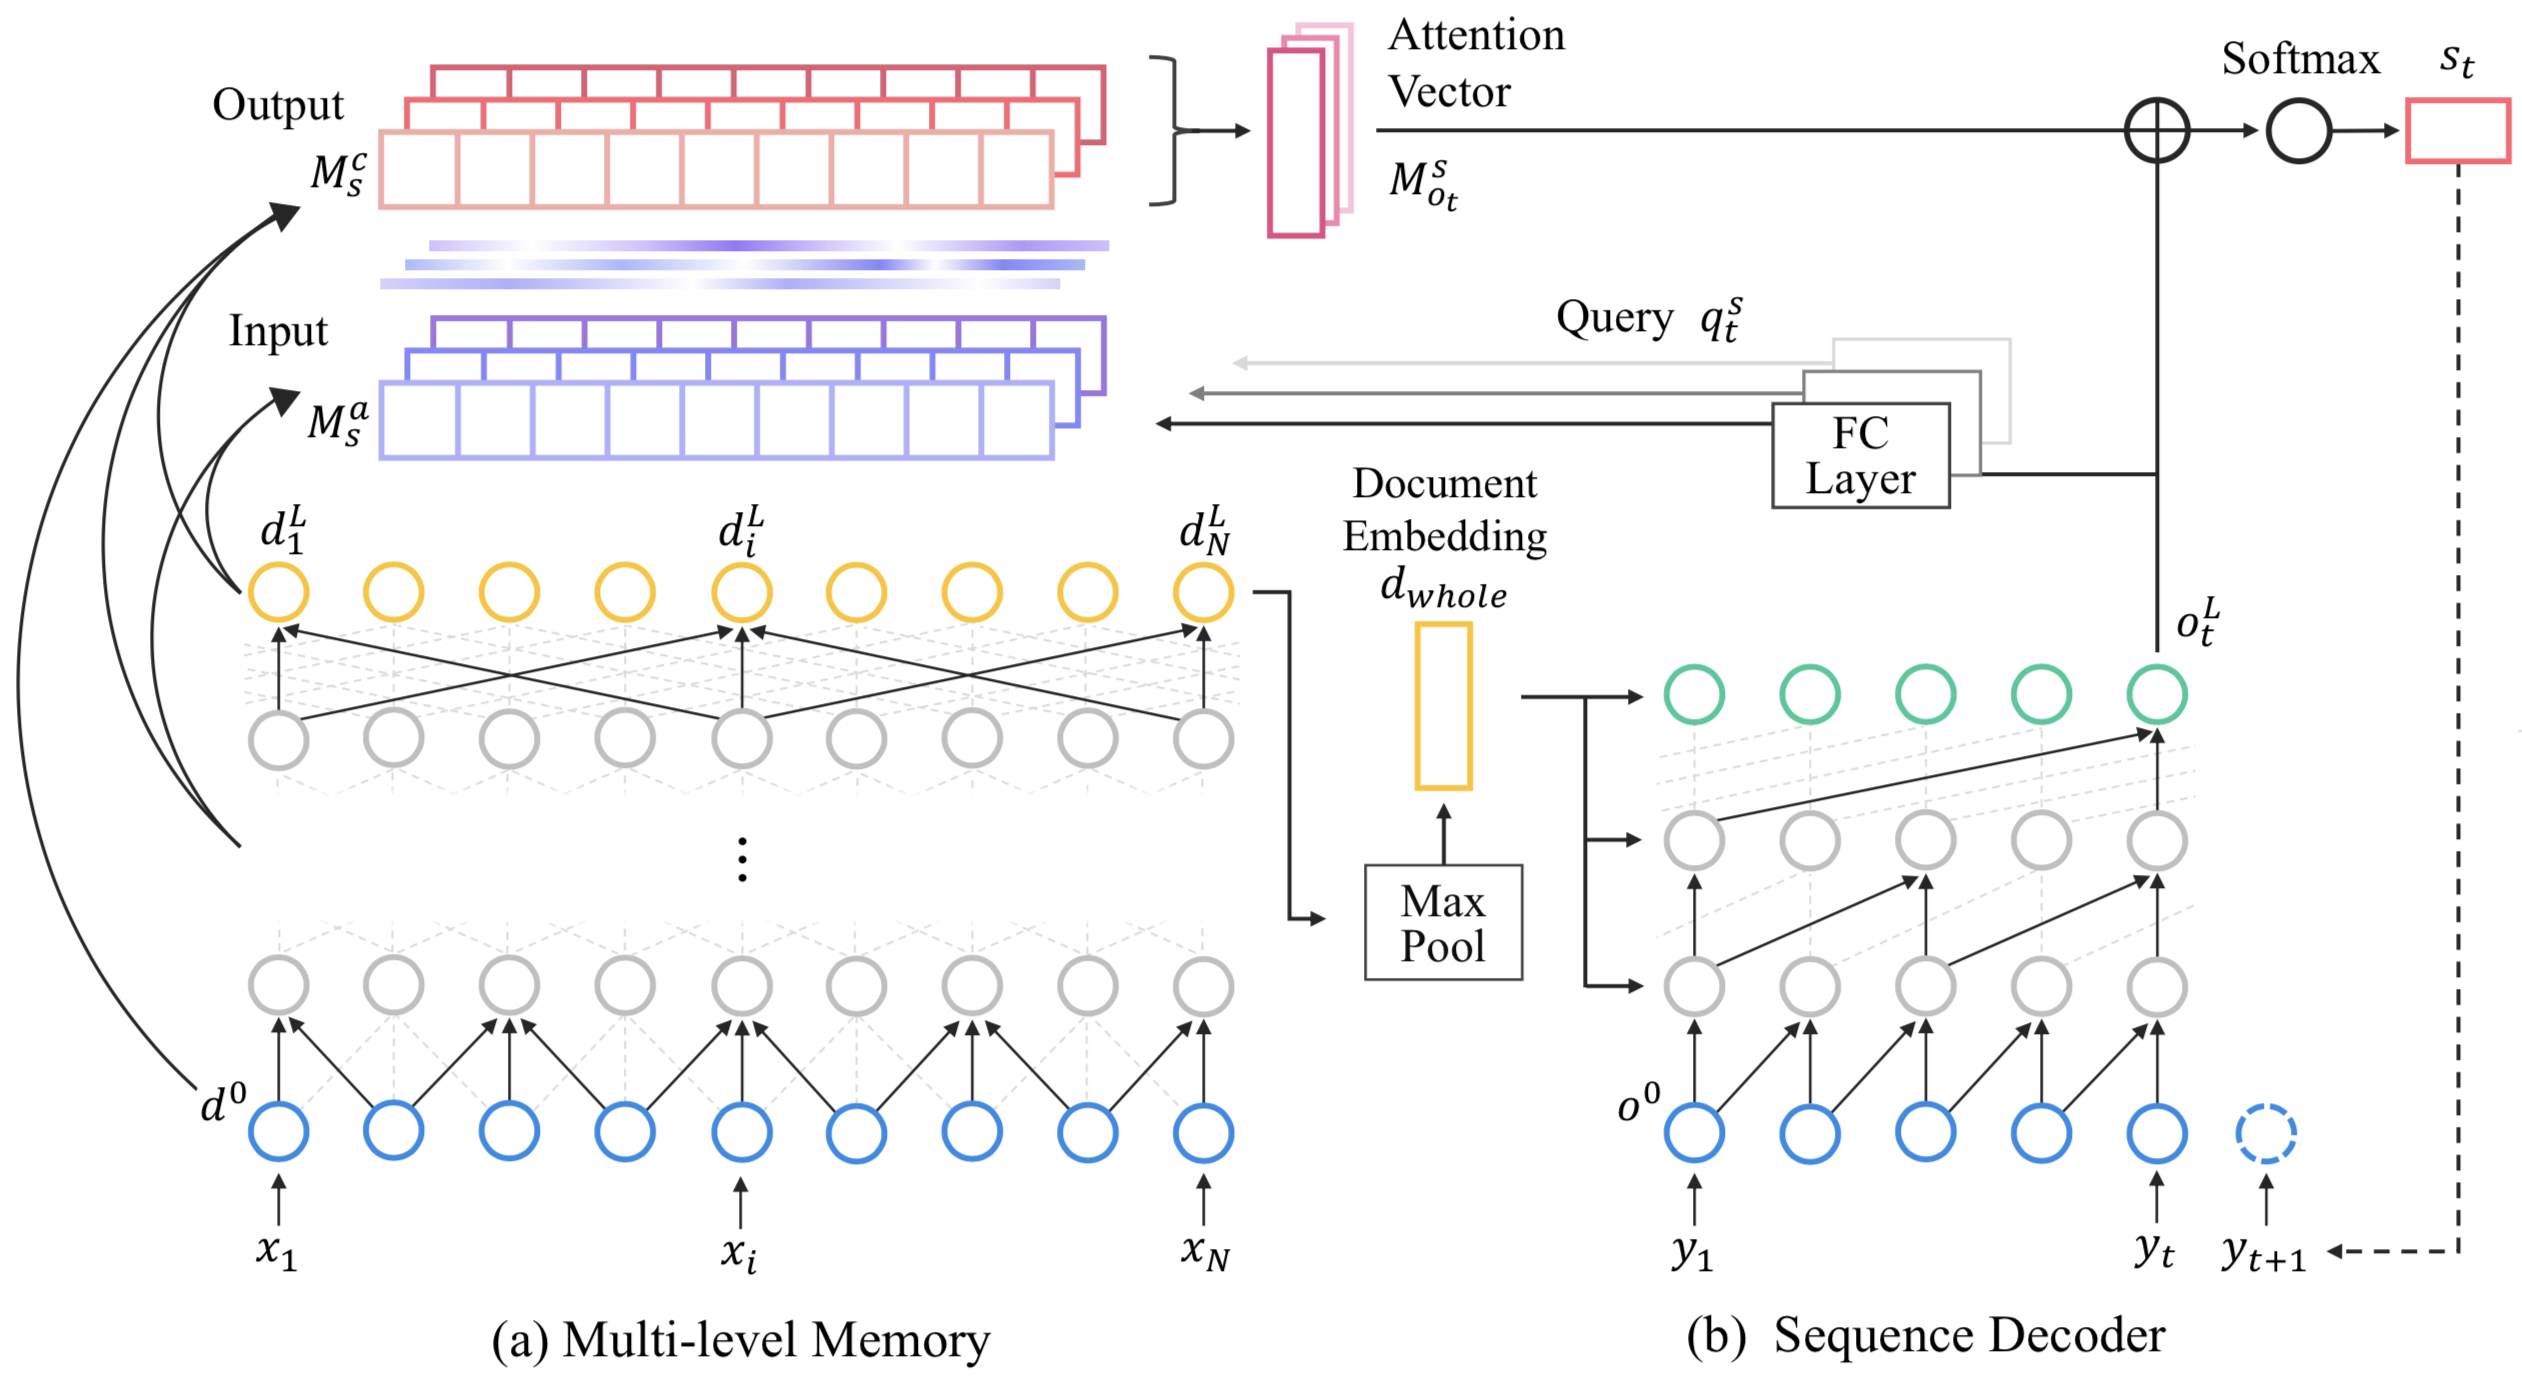 Output
M_s^c
Attention
Vector
M_{o_t}^s
Softmax
s_t
Input
M_s^a
Query q_t^s
FC
Layer
d_1^L
d_i^L
d_N^L
Document
Embedding
d_{whole}
o_t^L
Max
Pool
d^0
o^0
x_1
x_i
x_N
y_1
y_t
y_{t+1}
(a) Multi-level Memory
(b) Sequence Decoder